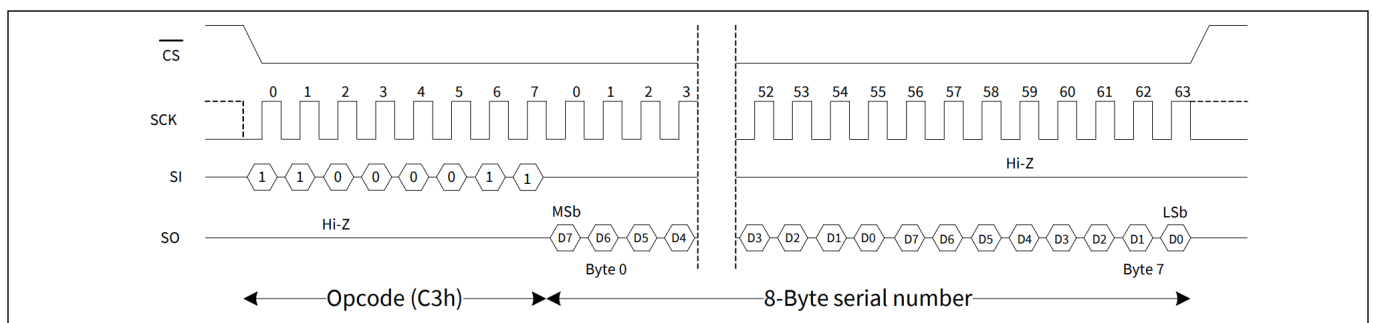 CS
SCK 0 1 2 3 4 5 6 7 0 1 2 3 52 53 54 55 56 57 58 59 60 61 62 63
Hi-Z
SI 1 1 0 0 0 0 1 1
MSb LSb
Hi-Z
SO D7 D6 D5 D4 D3 D2 D1 D0 D7 D6 D5 D4 D3 D2 D1 D0
Byte 0 Byte 7
Opcode (C3h) 8-Byte serial number